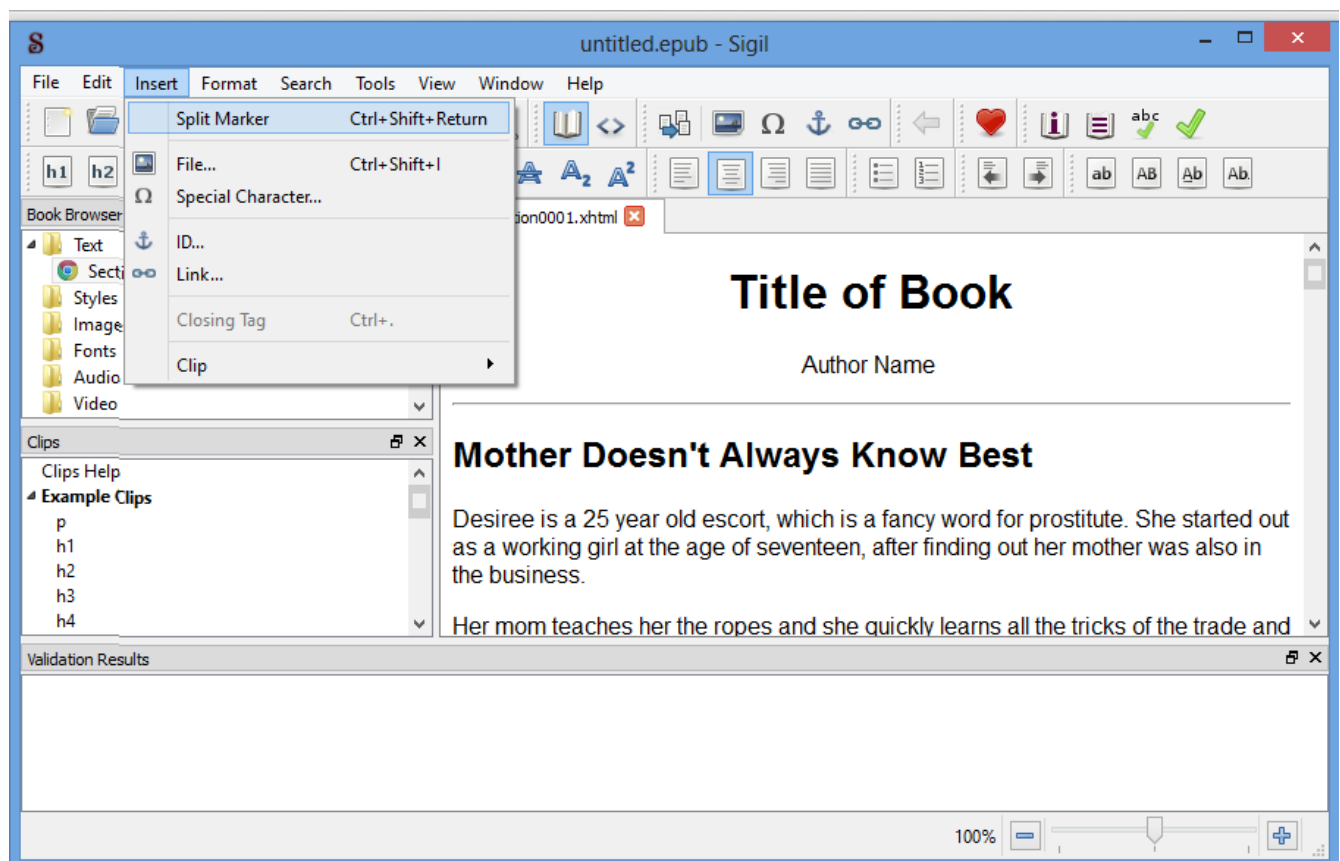 untitled.epub - Sigil
File Edit Insert Format Search Tools View Window Help
Split Marker Ctrl+Shift+Return
File... Ctrl+Shift+I
Special Character...
ID...
Link...
Closing Tag Ctrl+.
Clip
abc
h1 h2 A A₂ A² ab AB Ab Ab.
Book Browser
Text
Styles
Fonts
Audio
Video
Clips
Clips Help
Example Clips
p
h1
h2
h3
h4
tion0001.xhtml
Title of Book
Author Name
Mother Doesn't Always Know Best
Desiree is a 25 year old escort, which is a fancy word for prostitute. She started out
as a working girl at the age of seventeen, after finding out her mother was also in
the business.
Her mom teaches her the ropes and she quickly learns all the tricks of the trade and
Validation Results
100%